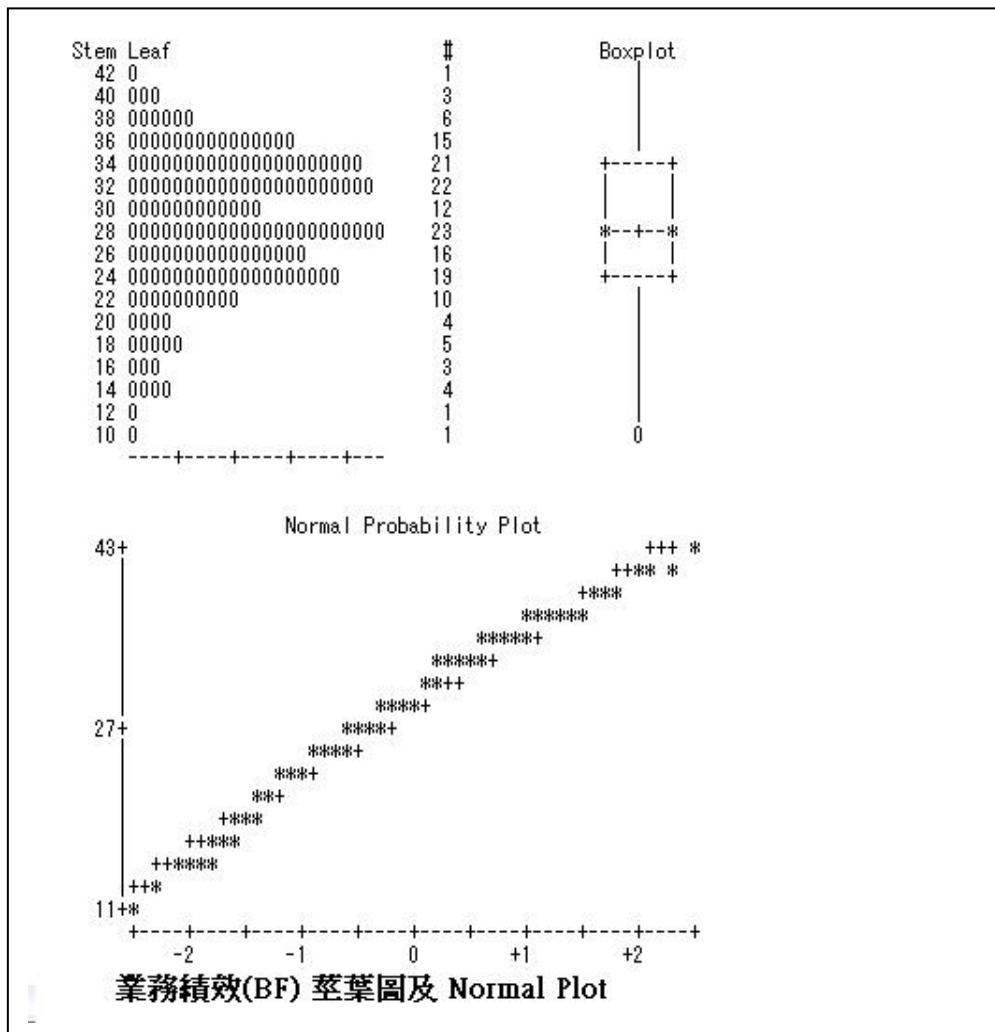 Stem Leaf # Boxplot
42 0 1 |
40 000 3 |
38 000000 6 |
36 000000000000000 15 |
34 000000000000000000000 21 +-----+
32 0000000000000000000000 22 | |
30 000000000000 12 | |
28 00000000000000000000000 23 *--+--*
26 0000000000000000 16 | |
24 0000000000000000000 19 +-----+
22 0000000000 10 |
20 0000 4 |
18 00000 5 |
16 000 3 |
14 0000 4 |
12 0 1 |
10 0 1 0
----+----+----+----+---
Normal Probability Plot
43+ +++ *
| ++** *
| +***
| ******
| *****+
| *****+
| **++
| ****+
27+ ****+
| ****+
| ***+
| **+
| +***
| ++***
| ++****
| ++*
11+*
+----+----+----+----+----+----+----+----+----+----+
-2 -1 0 +1 +2
業務績效(BF) 莖葉圖及 Normal Plot